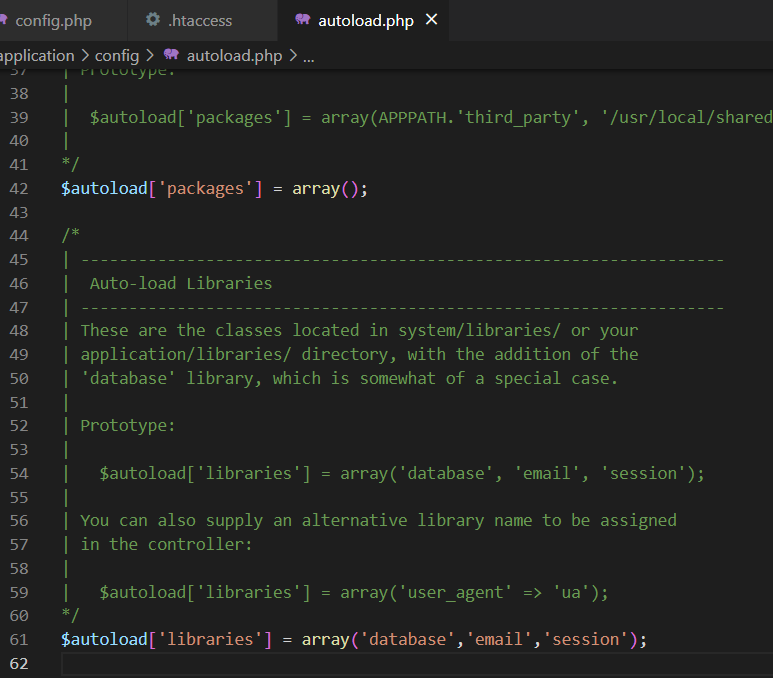 config.php .htaccess autoload.php ×
application > config > autoload.php > ...
37 | Prototype:
38 |
39 | $autoload['packages'] = array(APPPATH.'third_party', '/usr/local/shared
40 |
41 */
42 $autoload['packages'] = array();
43
44 /*
45 | -------------------------------------------------------------------
46 | Auto-load Libraries
47 | -------------------------------------------------------------------
48 | These are the classes located in system/libraries/ or your
49 | application/libraries/ directory, with the addition of the
50 | 'database' library, which is somewhat of a special case.
51 |
52 | Prototype:
53 |
54 | $autoload['libraries'] = array('database', 'email', 'session');
55 |
56 | You can also supply an alternative library name to be assigned
57 | in the controller:
58 |
59 | $autoload['libraries'] = array('user_agent' => 'ua');
60 */
61 $autoload['libraries'] = array('database','email','session');
62